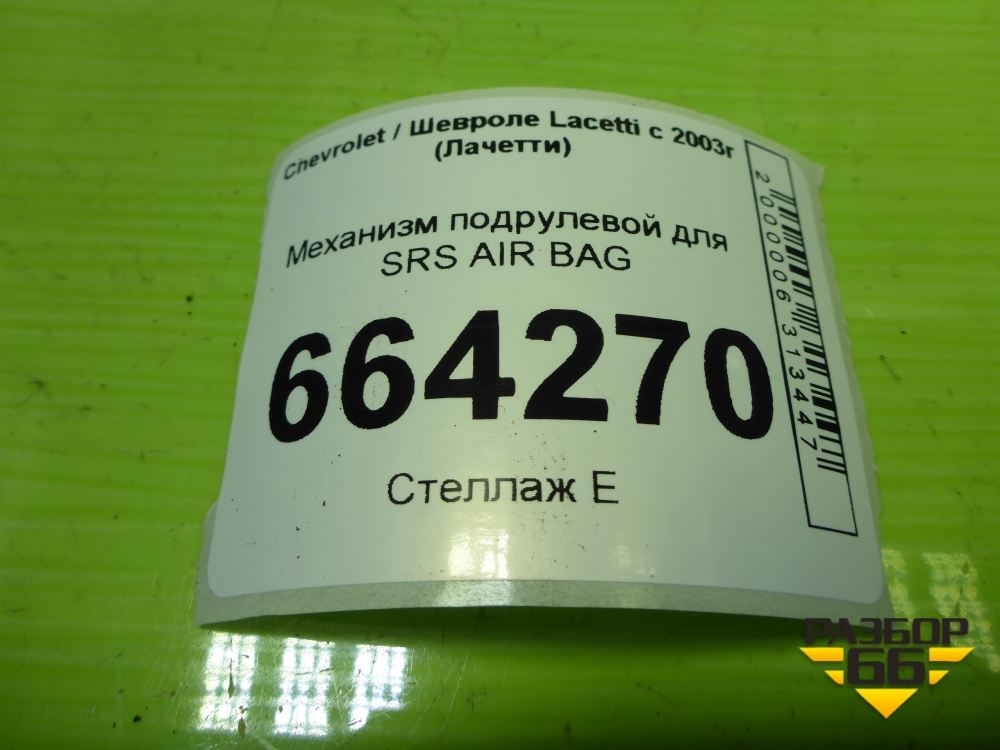 Chevrolet / Шевроле Lacetti с 2003г
(Лачетти)
Механизм подрулевой для
SRS AIR BAG
664270
Стеллаж E
2000006313447
РАЗБОР
66